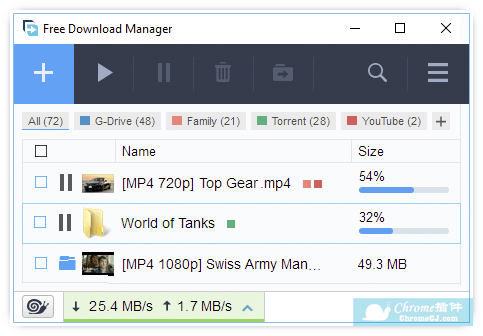 Free Download Manager
All (72) G-Drive (48) Family (21) Torrent (28) YouTube (2) +
Name Size
[MP4 720p] Top Gear.mp4 54%
World of Tanks 32%
[MP4 1080p] Swiss Army Man… 49.3 MB
↓ 25.4 MB/s ↑ 1.7 MB/s
Chrome插件
ChromeCJ.com